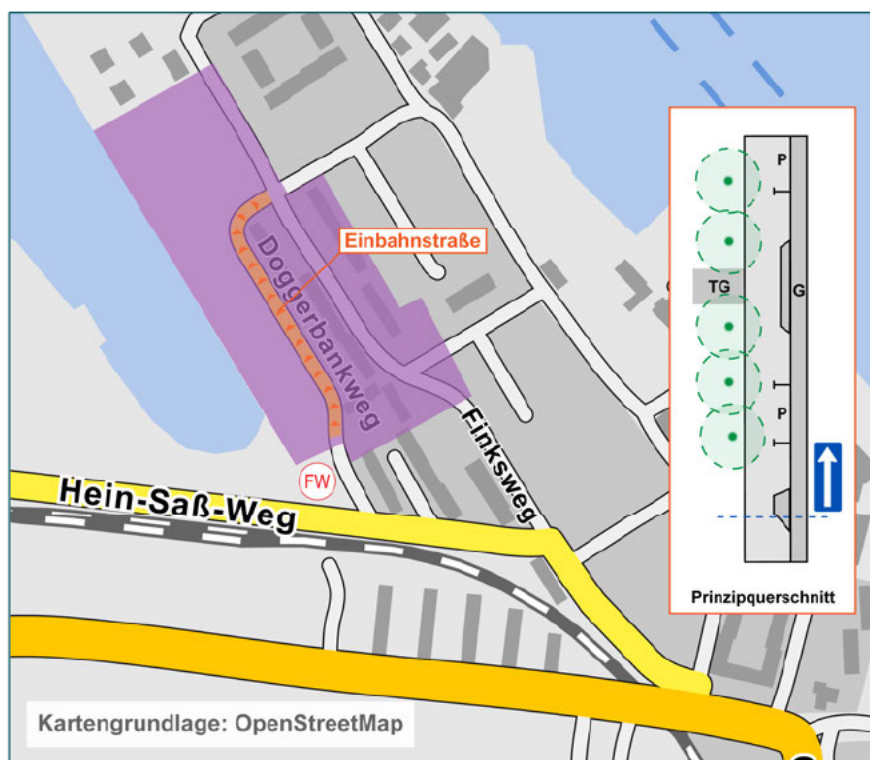 Einbahnstraße
Doggerbankweg
Finksweg
FW
Hein-Saß-Weg
P
TG
G
P
Prinzipquerschnitt
Kartengrundlage: OpenStreetMap